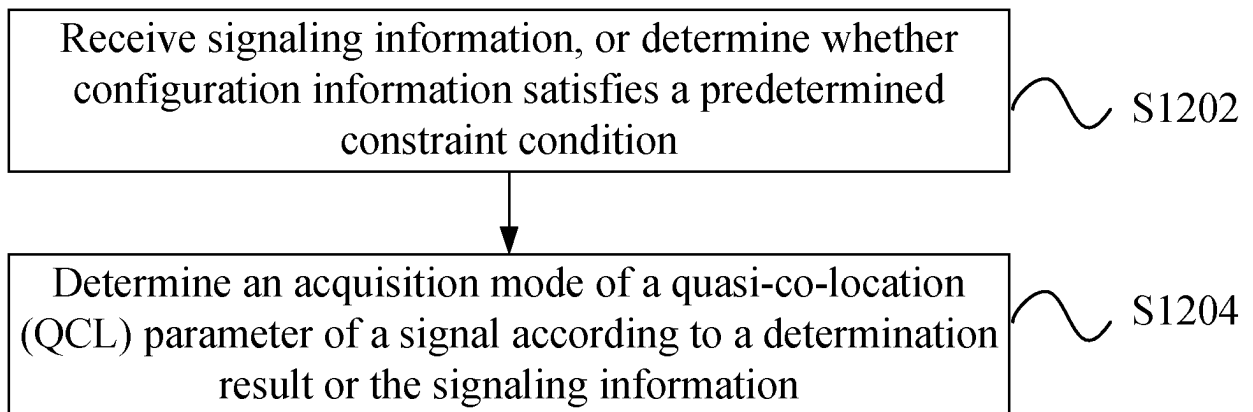 Receive signaling information, or determine whether
configuration information satisfies a predetermined
constraint condition
S1202
Determine an acquisition mode of a quasi-co-location
(QCL) parameter of a signal according to a determination
result or the signaling information
S1204